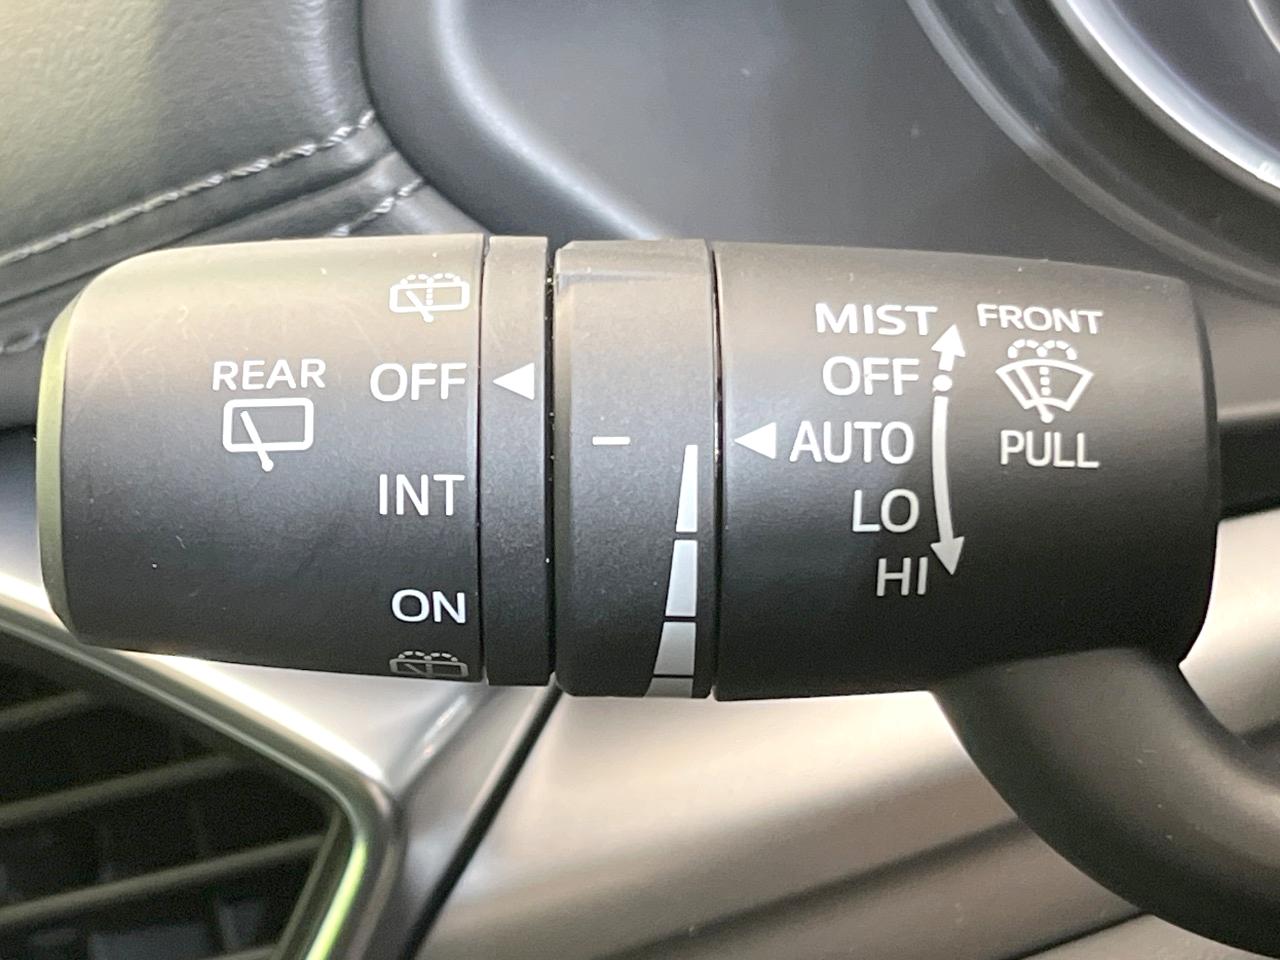 REAR
OFF
INT
ON
MIST
OFF
AUTO
LO
HI
FRONT
PULL